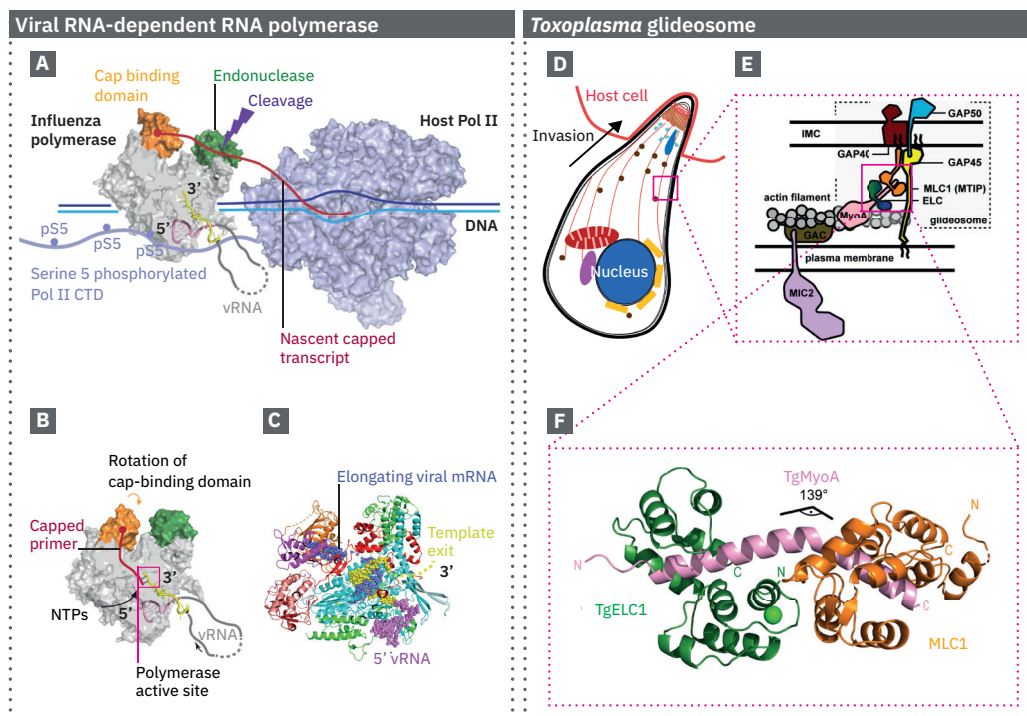 Viral RNA-dependent RNA polymerase
A
Cap binding
domain
Endonuclease
Cleavage
Influenza
polymerase
Host Pol II
3’
5’
DNA
pS5
pS5
pS5
Serine 5 phosphorylated
Pol II CTD
vRNA
Nascent capped
transcript
B
Rotation of
cap-binding domain
Capped
primer
3’
NTPs
5’
vRNA
Polymerase
active site
C
Elongating viral mRNA
Template
exit
3’
5’ vRNA
Toxoplasma glideosome
D
Host cell
Invasion
Nucleus
E
GAP50
IMC
GAP40
GAP45
MLC1 (MTIP)
ELC
actin filament
MyoA
glideosome
GAC
plasma membrane
MIC2
F
TgMyoA
139°
N
N
C
C
N
C
TgELC1
MLC1